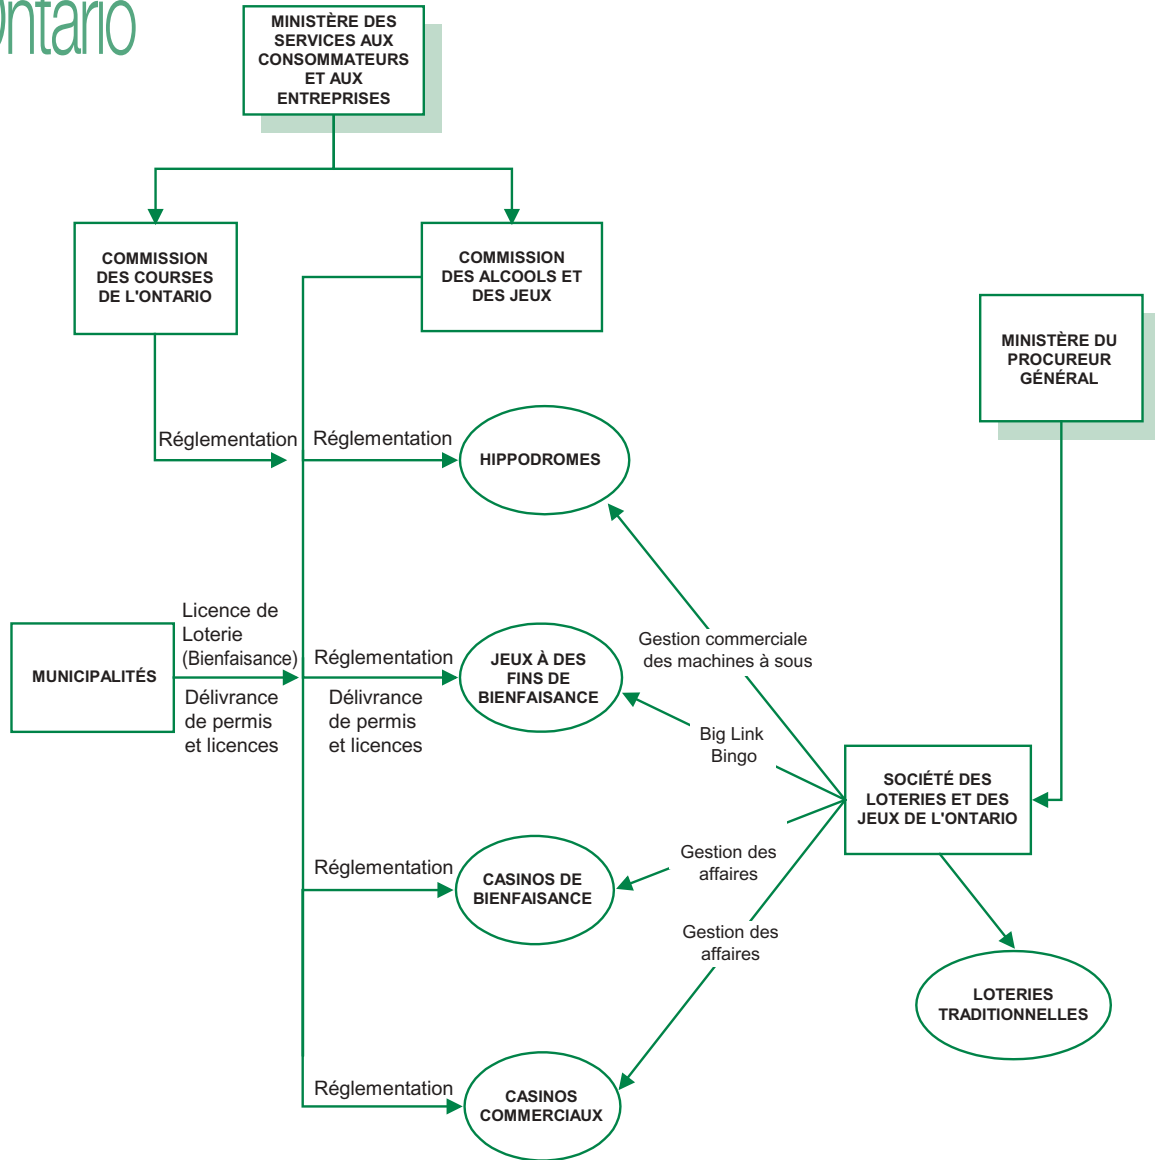 Ontario
MINISTÈRE DES
SERVICES AUX
CONSOMMATEURS
ET AUX
ENTREPRISES
COMMISSION
DES COURSES
DE L'ONTARIO
COMMISSION
DES ALCOOLS ET
DES JEUX
MINISTÈRE DU
PROCUREUR
GÉNÉRAL
Réglementation
Réglementation
HIPPODROMES
Licence de
Loterie
(Bienfaisance)
MUNICIPALITÉS
Délivrance
de permis
et licences
Réglementation
Délivrance
de permis
et licences
JEUX À DES
FINS DE
BIENFAISANCE
Gestion commerciale
des machines à sous
Big Link
Bingo
SOCIÉTÉ DES
LOTERIES ET DES
JEUX DE L'ONTARIO
Réglementation
CASINOS DE
BIENFAISANCE
Gestion des
affaires
Gestion des
affaires
LOTERIES
TRADITIONNELLES
Réglementation
CASINOS
COMMERCIAUX